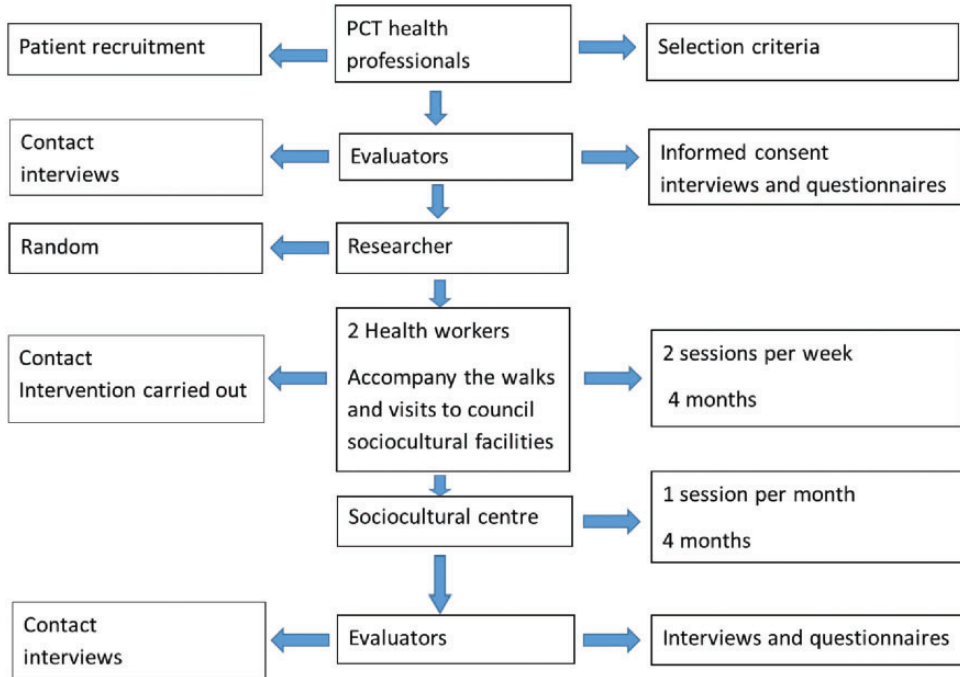 Patient recruitment
PCT health
professionals
Selection criteria
Contact
interviews
Evaluators
Informed consent
interviews and questionnaires
Random
Researcher
Contact
Intervention carried out
2 Health workers
Accompany the walks
and visits to council
sociocultural facilities
2 sessions per week
4 months
Sociocultural centre
1 session per month
4 months
Contact
interviews
Evaluators
Interviews and questionnaires